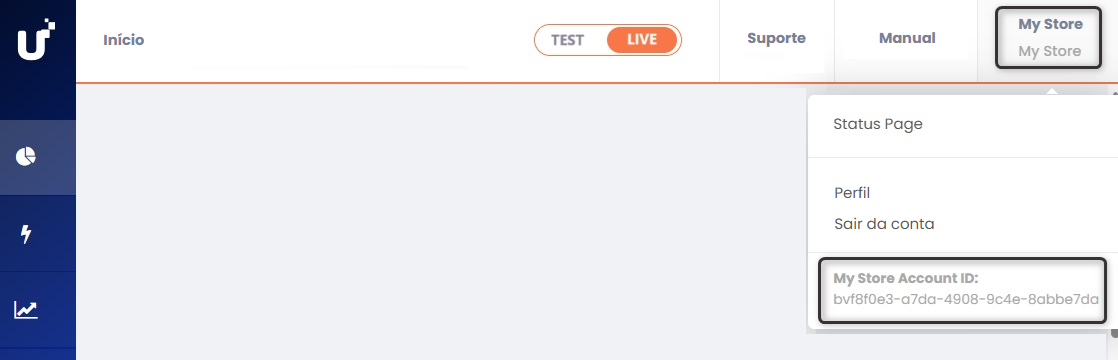 Início
TEST
LIVE
Suporte
Manual
My Store
My Store
Status Page
Perfil
Sair da conta
My Store Account ID:
bvf8f0e3-a7da-4908-9c4e-8abbe7da